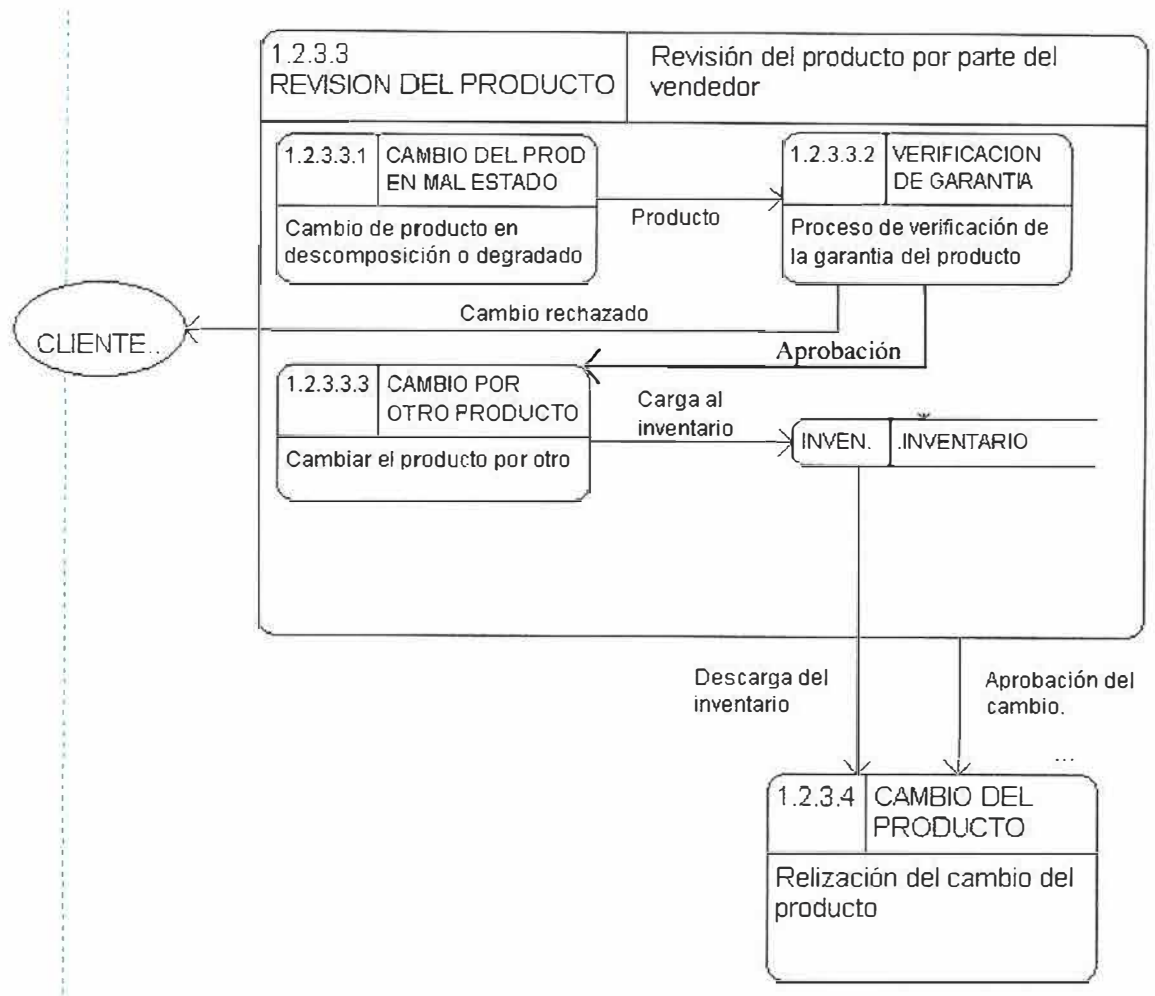 1.2.3.3
REVISION DEL PRODUCTO
Revisión del producto por parte del
vendedor
1.2.3.3.1
CAMBIO DEL PROD
EN MAL ESTADO
Cambio de producto en
descomposición o degradado
Producto
1.2.3.3.2
VERIFICACION
DE GARANTIA
Proceso de verificación de
la garantia del producto
Cambio rechazado
CLIENTE..
Aprobación
1.2.3.3.3
CAMBIO POR
OTRO PRODUCTO
Cambiar el producto por otro
Carga al
inventario
INVEN.
.INVENTARIO
Descarga del
inventario
Aprobación del
cambio.
...
1.2.3.4
CAMBIO DEL
PRODUCTO
Relización del cambio del
producto